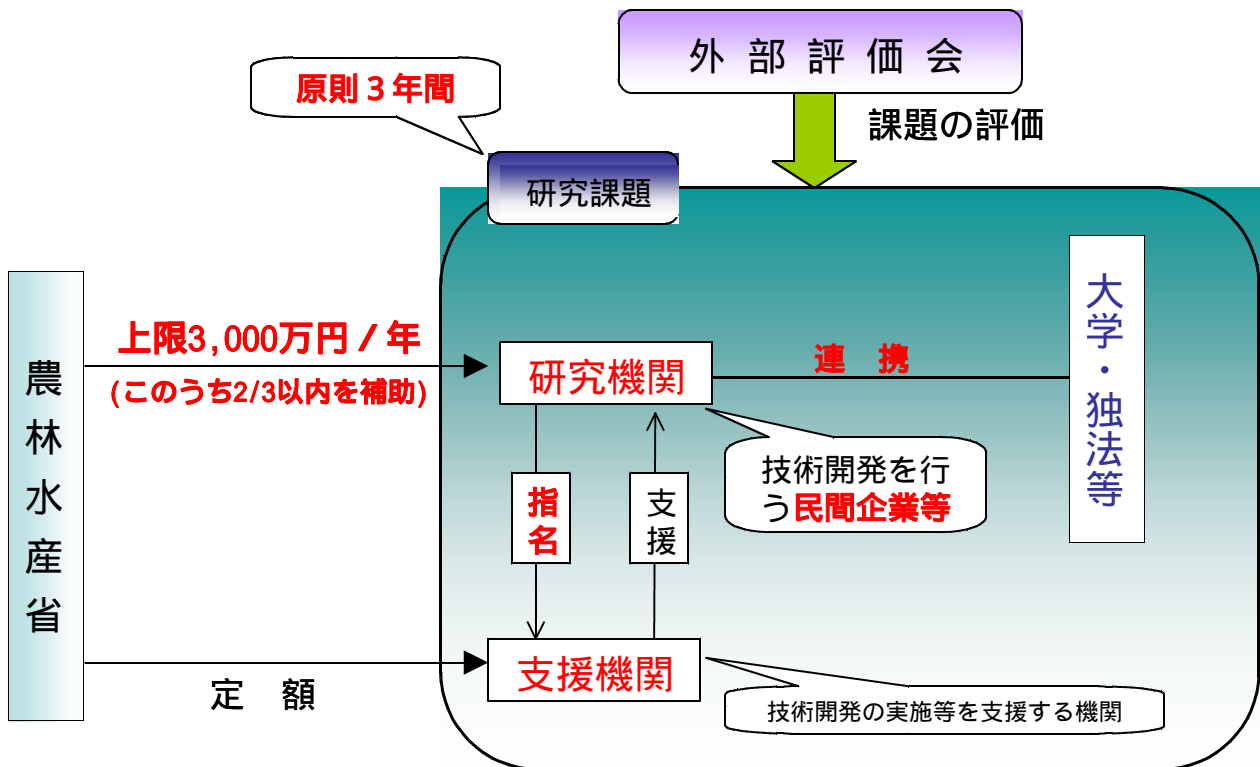 外部評価会
原則3年間
課題の評価
研究課題
農林水産省
上限3,000万円/年
(このうち2/3以内を補助)
研究機関
連 携
大学・独法等
技術開発を行
う民間企業等
指名
支援
支援機関
定 額
技術開発の実施等を支援する機関